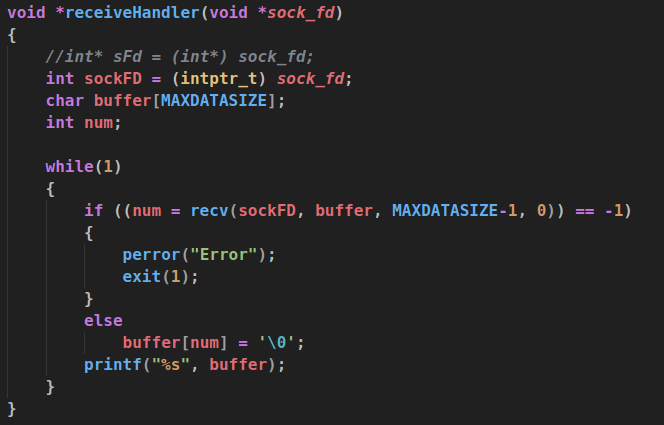 void *receiveHandler(void *sock_fd)
{
    //int* sFd = (int*) sock_fd;
    int sockFD = (intptr_t) sock_fd;
    char buffer[MAXDATASIZE];
    int num;

    while(1)
    {
        if ((num = recv(sockFD, buffer, MAXDATASIZE-1, 0)) == -1)
        {
            perror("Error");
            exit(1);
        }
        else
            buffer[num] = '\0';
        printf("%s", buffer);
    }
}